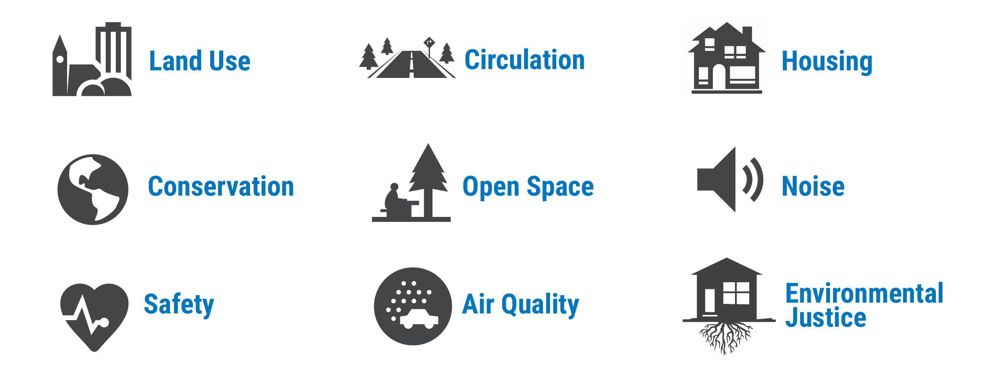 Land Use
Circulation
Housing
Conservation
Open Space
Noise
Safety
Air Quality
Environmental
Justice